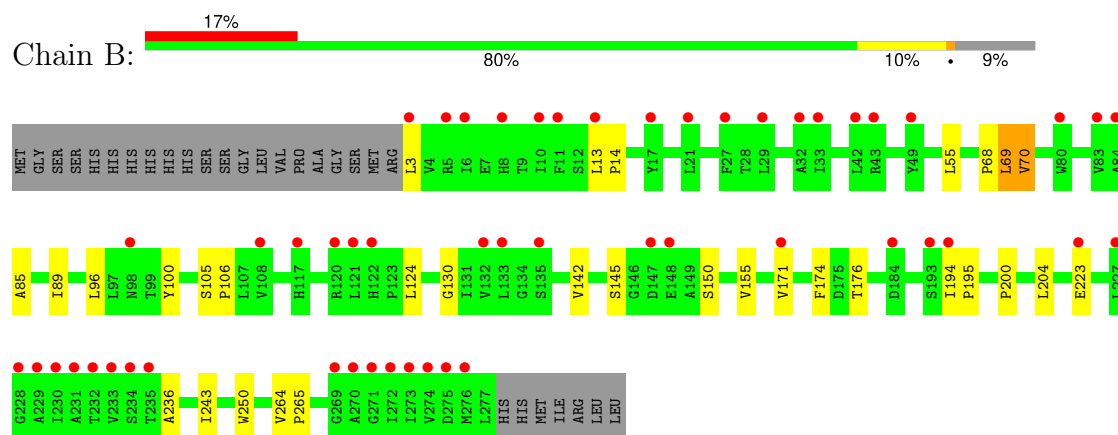 17%
Chain B:
80% 10% • 9%
MET GLY SER SER HIS HIS HIS HIS HIS HIS SER SER GLY LEU VAL PRO ALA GLY SER MET ARG L3 V4 R5 I6 E7 H8 T9 I10 F11 S12 L13 P14 Y17 L21 F27 T28 L29 A32 I33 L42 R43 Y49 L55 P68 L69 V70 W80 V83 A84
A85 I89 L96 L97 N98 T99 Y100 S105 P106 L107 V108 H117 R120 L121 H122 P123 L124 G130 I131 V132 L133 G134 S135 V142 S145 G146 D147 E148 A149 S150 V155 V171 F174 D175 T176 D184 S193 I194 P195 P200 L204 E223 L227
G228 A229 I230 A231 T232 V233 S234 T235 A236 I243 W250 V264 P265 G269 A270 G271 I272 I273 V274 D275 M276 L277 HIS HIS MET ILE ARG LEU LEU